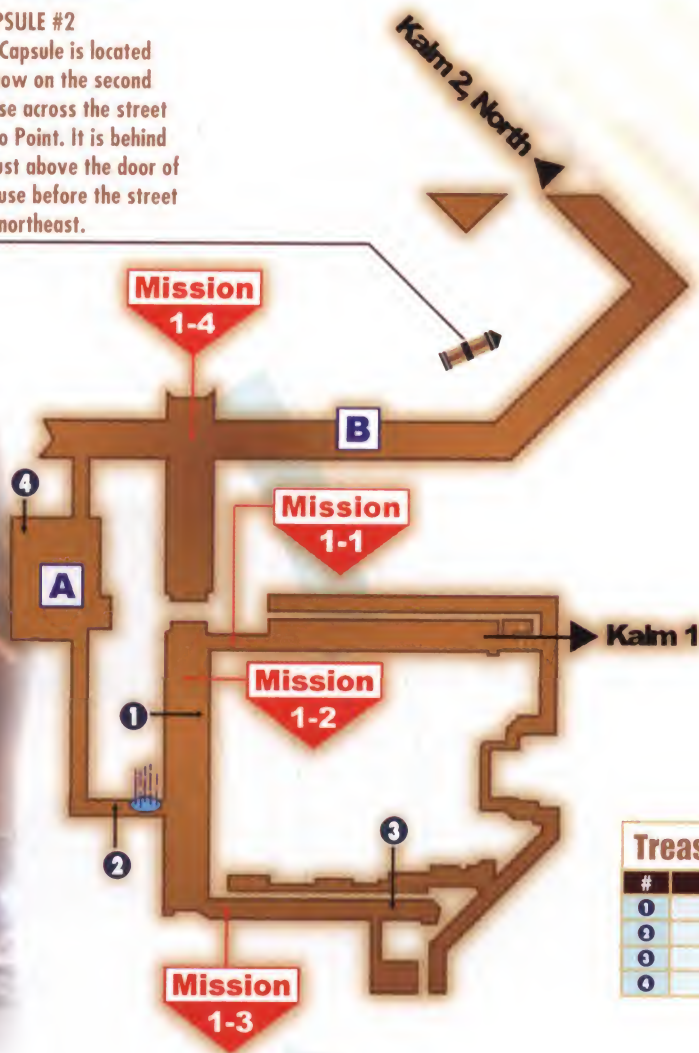 PSULE #2
Capsule is located
ow on the second
se across the street
o Point. It is behind
ust above the door of
use before the street
northeast.
Kalm 2, North
Mission
1-4
B
4
Mission
1-1
A
Kalm 1
Mission
1-2
1
3
2
Treas
#
1
2
3
4
Mission
1-3